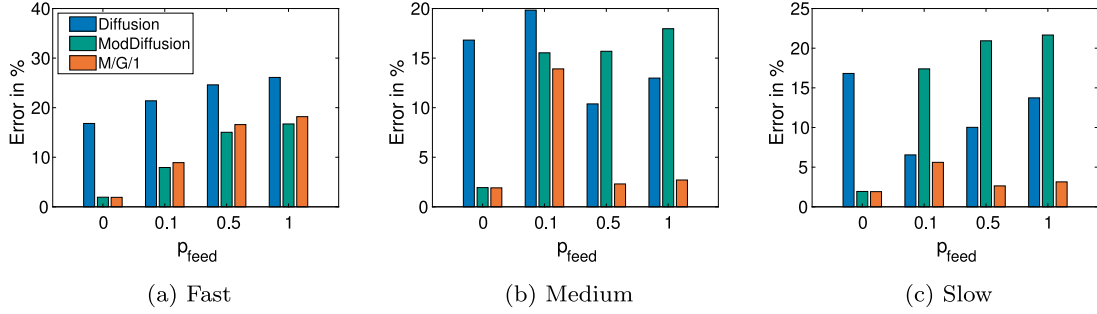 Error in %
40
30
20
10
0
Diffusion
ModDiffusion
M/G/1
0 0.1 0.5 1
p_feed
(a) Fast
Error in %
20
15
10
5
0
0 0.1 0.5 1
p_feed
(b) Medium
Error in %
25
20
15
10
5
0
0 0.1 0.5 1
p_feed
(c) Slow